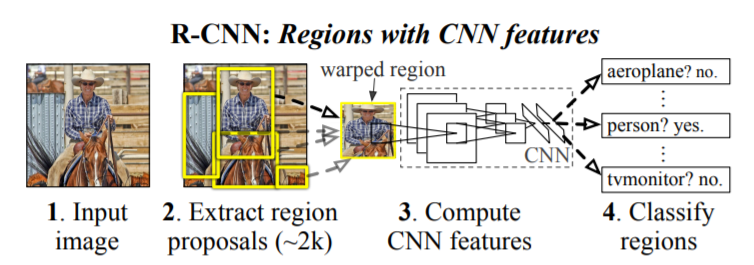 R-CNN: Regions with CNN features
warped region
aeroplane? no.
person? yes.
tvmonitor? no.
CNN
1. Input image
2. Extract region proposals (~2k)
3. Compute CNN features
4. Classify regions